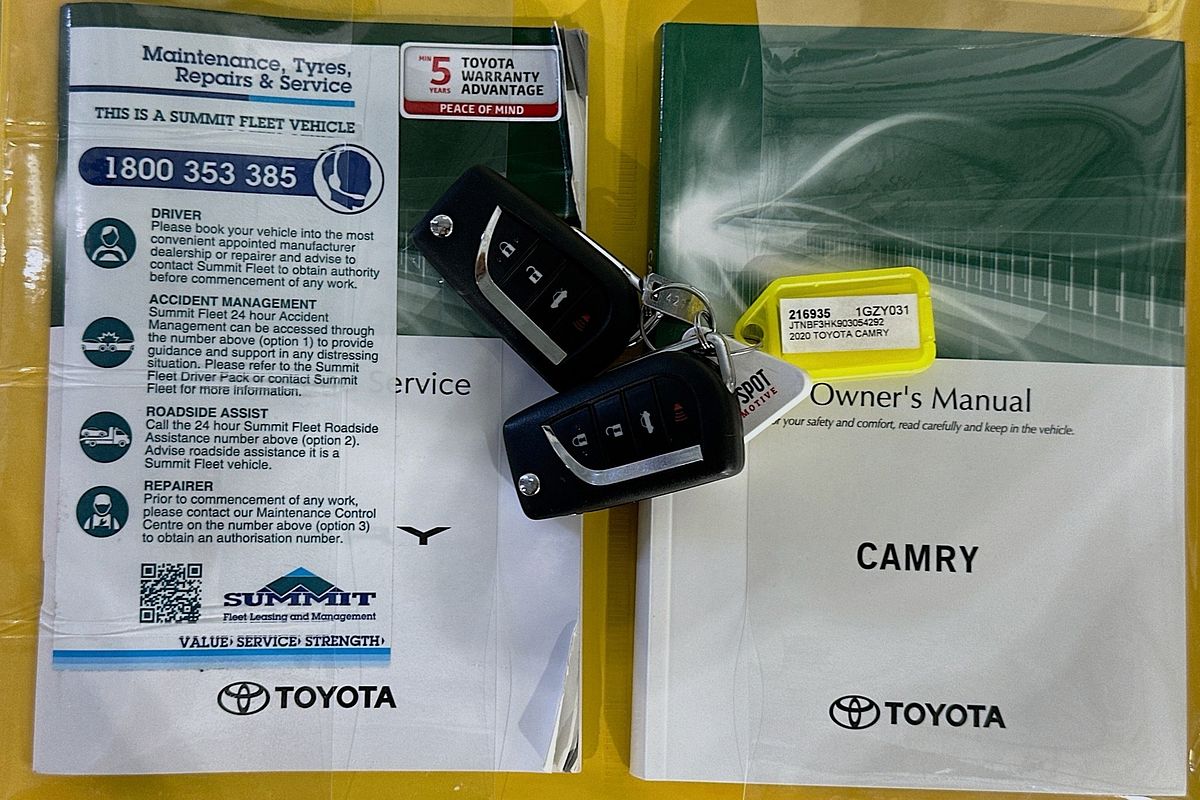 Maintenance, Tyres,
Repairs & Service
THIS IS A SUMMIT FLEET VEHICLE
1800 353 385
DRIVER
Please book your vehicle into the most
convenient appointed manufacturer
dealership or repairer and advise to
contact Summit Fleet to obtain authority
before commencement of any work.
ACCIDENT MANAGEMENT
Summit Fleet 24 hour Accident
Management can be accessed through
the number above (option 1) to provide
guidance and support in any distressing
situation. Please refer to the Summit
Fleet Driver Pack or contact Summit
Fleet for more information.
ROADSIDE ASSIST
Call the 24 hour Summit Fleet Roadside
Assistance number above (option 2).
Advise roadside assistance it is a
Summit Fleet vehicle.
REPAIRER
Prior to commencement of any work,
please contact our Maintenance Control
Centre on the number above (option 3)
to obtain an authorisation number.
SUMMIT
Fleet Leasing and Management
VALUE› SERVICE› STRENGTH›
TOYOTA
MIN 5 YEARS
TOYOTA
WARRANTY
ADVANTAGE
PEACE OF MIND
Service
Y
216935 1GZY031
JTNBF3HK903054292
2020 TOYOTA CAMRY
SPOT
MOTIVE
Owner's Manual
your safety and comfort, read carefully and keep in the vehicle.
CAMRY
TOYOTA